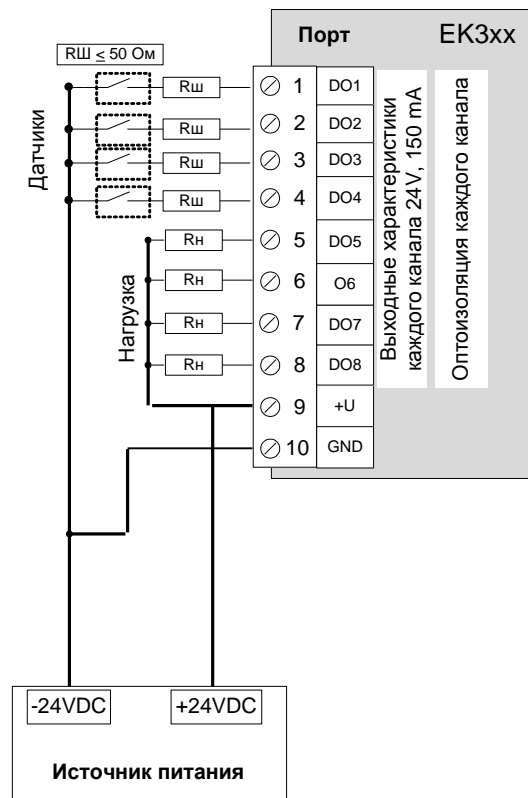 Порт
EK3xx
RШ ≤ 50 Ом
Датчики
Rш 1 DO1
Rш 2 DO2
Rш 3 DO3
Rш 4 DO4
Нагрузка
Rн 5 DO5
Rн 6 O6
Rн 7 DO7
Rн 8 DO8
9 +U
10 GND
Выходные характеристики
каждого канала 24V, 150 mA
Оптоизоляция каждого канала
-24VDC +24VDC
Источник питания